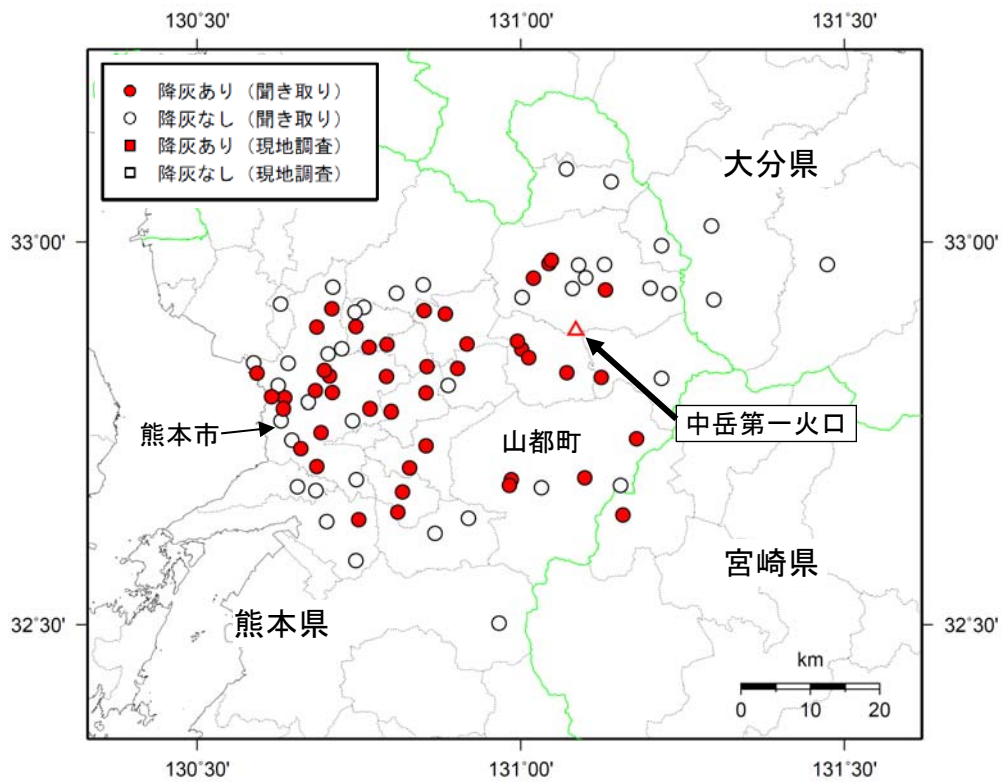 130°30' 131°00' 131°30'
降灰あり（聞き取り）
降灰なし（聞き取り）
降灰あり（現地調査）
降灰なし（現地調査）
大分県
33°00' 33°00'
中岳第一火口
熊本市
山都町
宮崎県
熊本県
32°30' 32°30'
km
0 10 20
130°30' 131°00' 131°30'